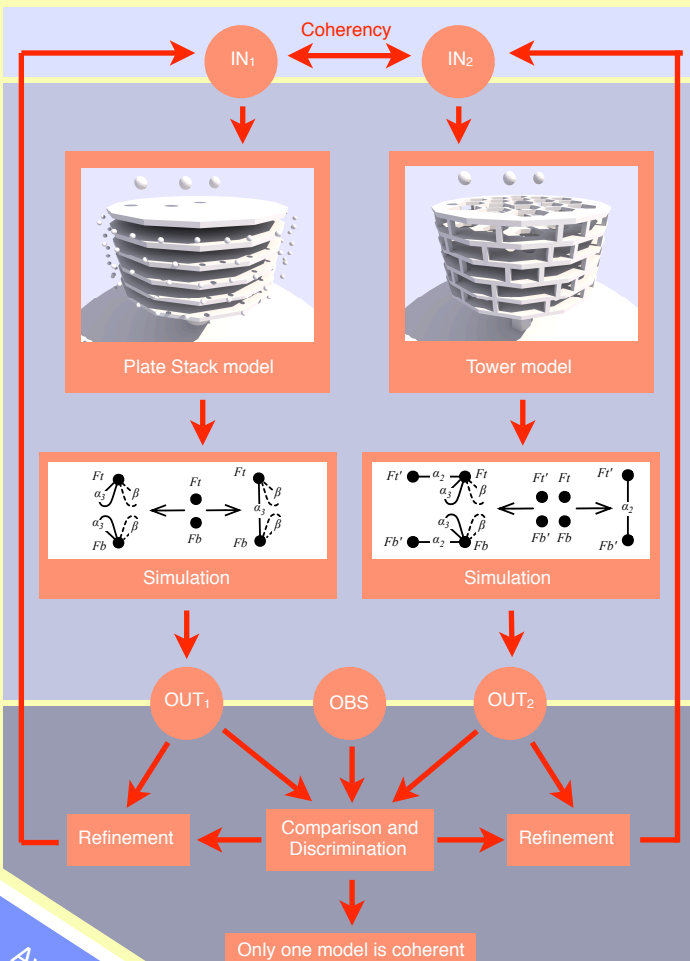 Coherency
IN₁
IN₂
Plate Stack model
Tower model
Ft
α₃
β
α₃
β
Fb
Ft
Fb
Ft
β
α₃
β
Fb
Simulation
Ft′
α₂
Ft
α₃
β
α₃
β
Fb′
α₂
Fb
Ft′
Ft
Fb′
Fb
Ft′
α₂
Fb′
Simulation
OUT₁
OBS
OUT₂
Refinement
Comparison and
Discrimination
Refinement
Only one model is coherent